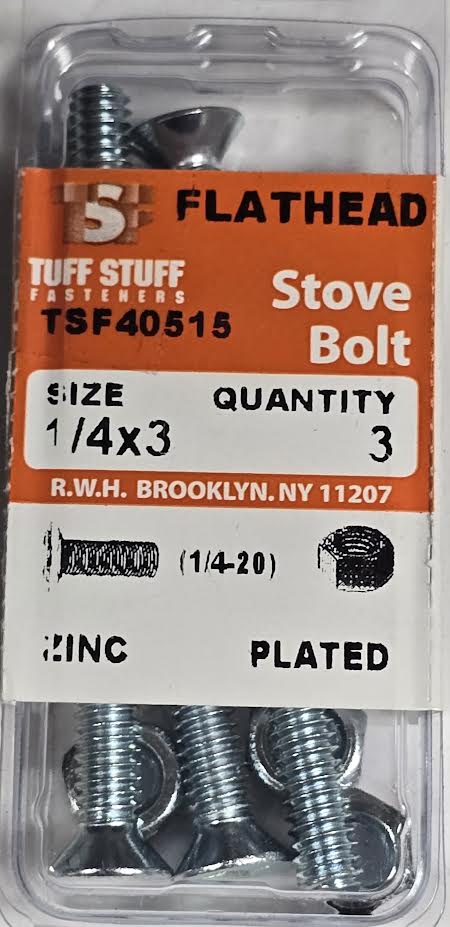 S
FLATHEAD
TUFF STUFF
FASTENERS
TSF40515
Stove
Bolt
SIZE QUANTITY
1/4x3 3
R.W.H. BROOKLYN. NY 11207
(1/4-20)
ZINC PLATED